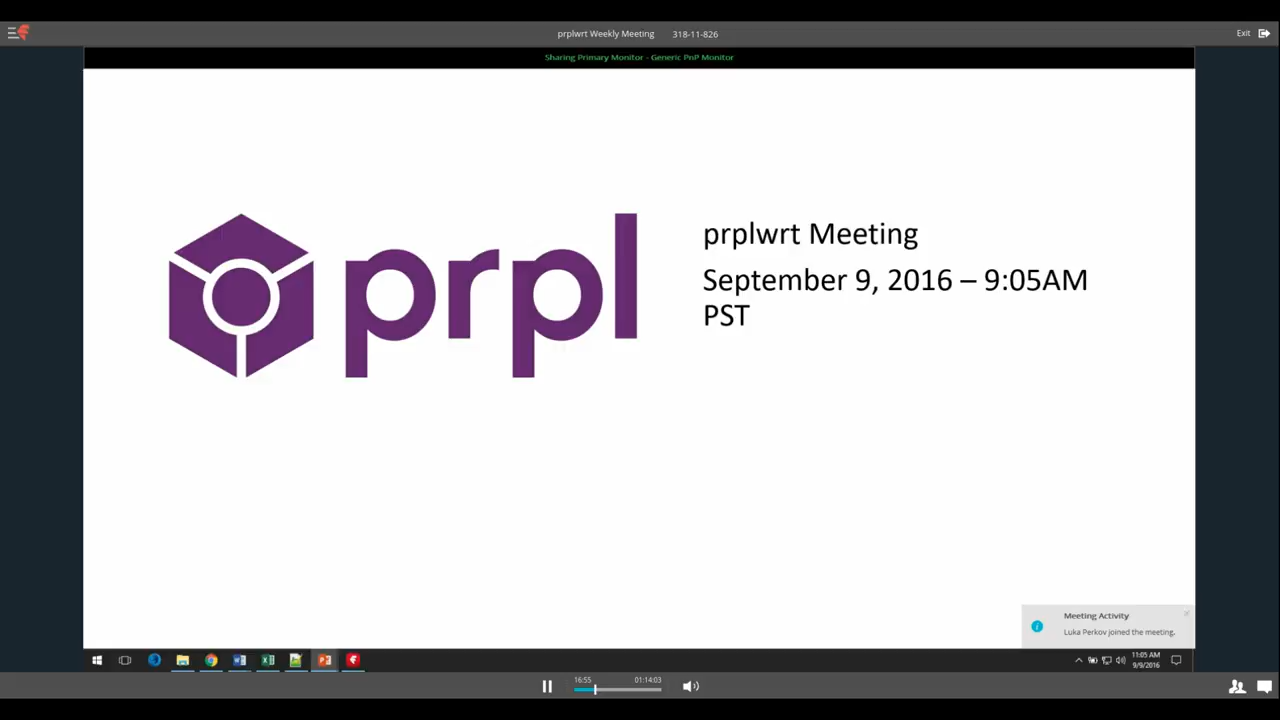 prplwrt Weekly Meeting 318-11-826
Exit
Sharing Primary Monitor - Generic PnP Monitor
prpl
prplwrt Meeting
September 9, 2016 – 9:05AM
PST
Meeting Activity
Luka Perkov joined the meeting.
11:05 AM
9/9/2016
16:55
01:14:03